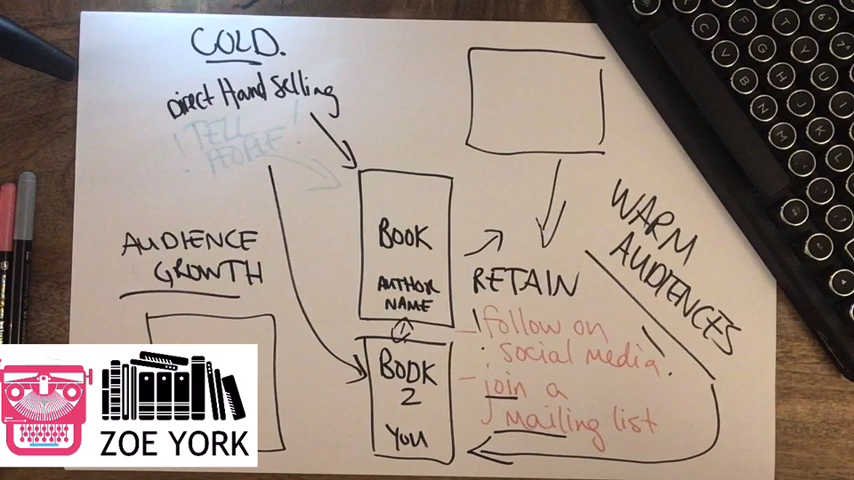 COLD.
Direct Hand Selling
! TELL !
PEOPLE
AUDIENCE
GROWTH
BOOK
AUTHOR
NAME
RETAIN
WARM
AUDIENCES
follow on
social media
join a
mailing list
BOOK
2
YOU
ZOE YORK